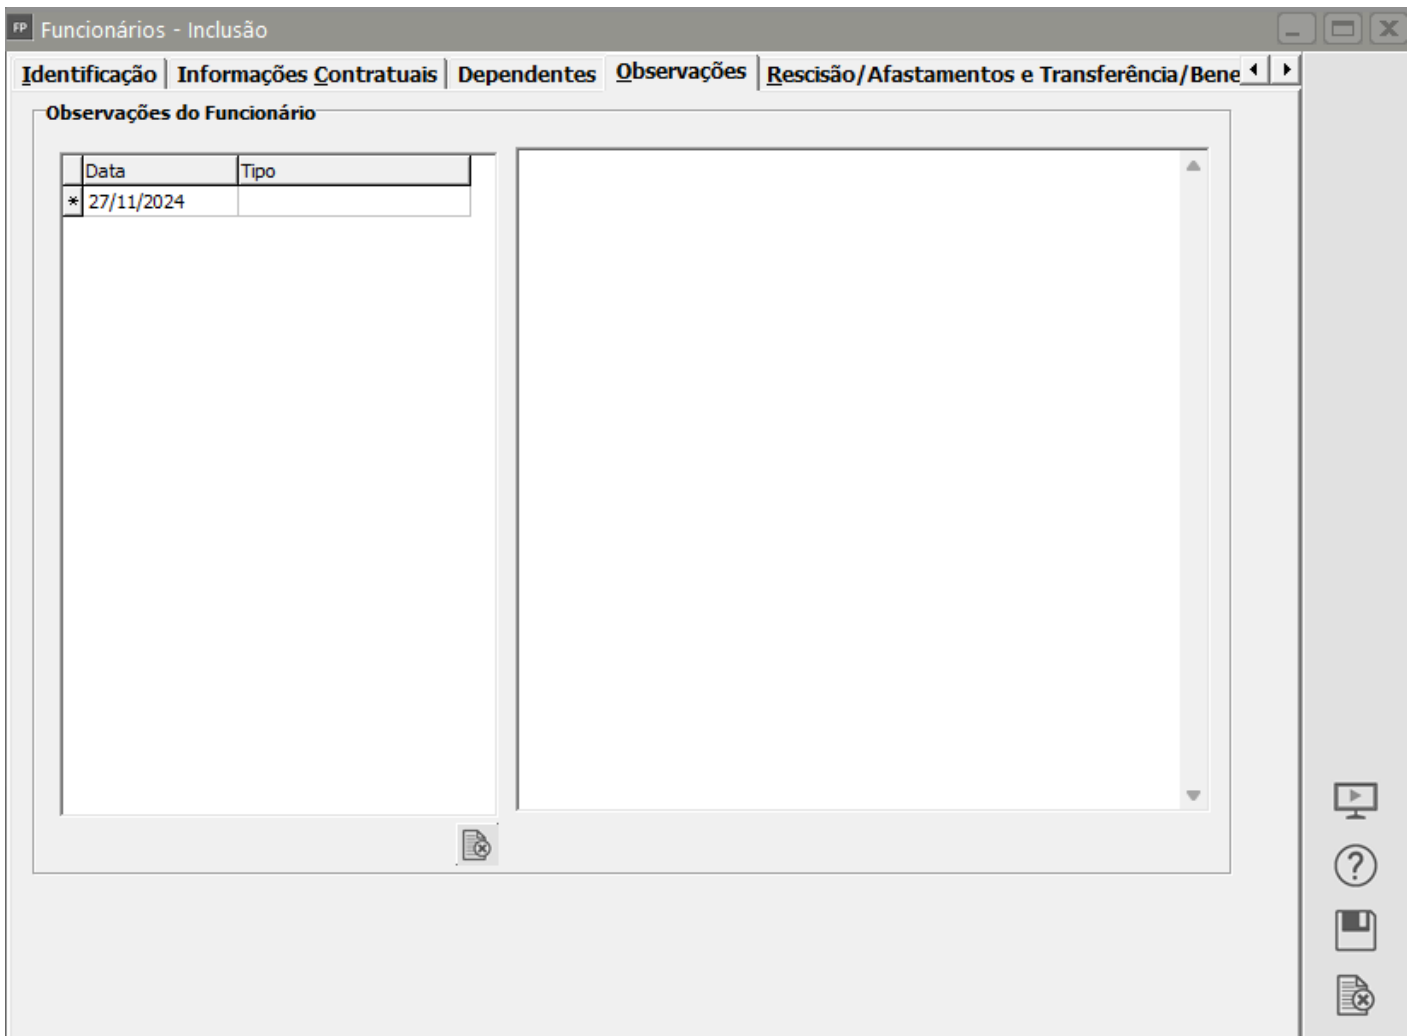 FP Funcionários - Inclusão
Identificação Informações Contratuais Dependentes Observações Rescisão/Afastamentos e Transferência/Bene
Observações do Funcionário
Data Tipo
* 27/11/2024